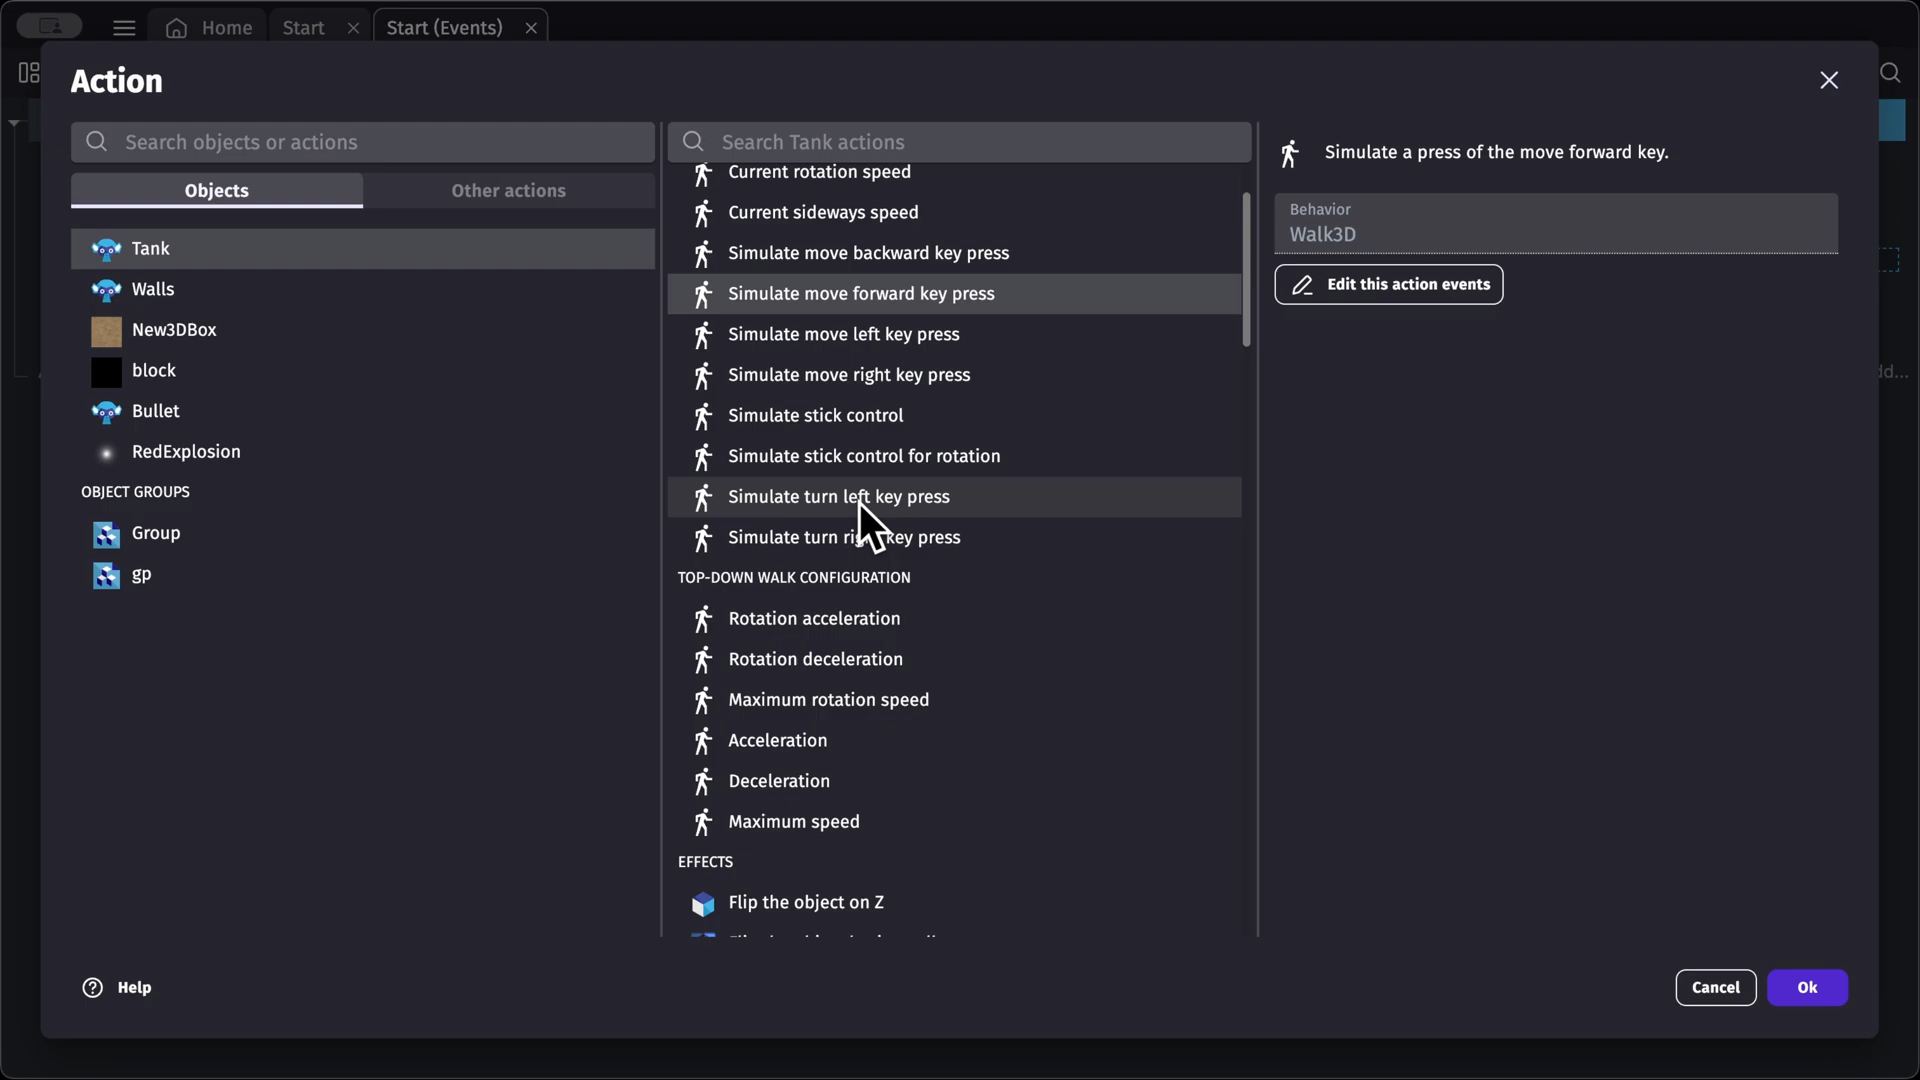 Home
Start
Start (Events)
Action
Search objects or actions
Objects
Other actions
Tank
Walls
New3DBox
block
Bullet
RedExplosion
OBJECT GROUPS
Group
gp
Search Tank actions
Current rotation speed
Current sideways speed
Simulate move backward key press
Simulate move forward key press
Simulate move left key press
Simulate move right key press
Simulate stick control
Simulate stick control for rotation
Simulate turn left key press
Simulate turn right key press
TOP-DOWN WALK CONFIGURATION
Rotation acceleration
Rotation deceleration
Maximum rotation speed
Acceleration
Deceleration
Maximum speed
EFFECTS
Flip the object on Z
Simulate a press of the move forward key.
Behavior
Walk3D
Edit this action events
dd...
Help
Cancel
Ok